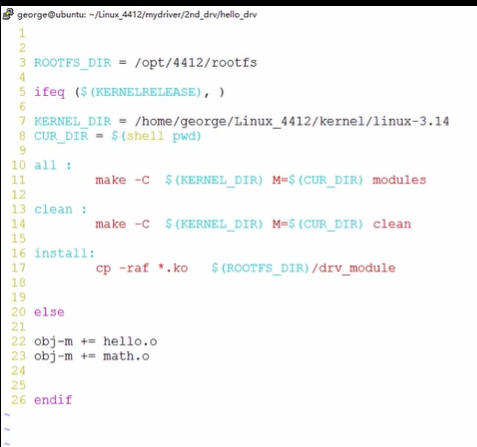 george@ubuntu: ~/Linux_4412/mydriver/2nd_drv/hello_drv
1
2
3 ROOTFS_DIR = /opt/4412/rootfs
4
5 ifeq ($(KERNELRELEASE), )
6
7 KERNEL_DIR = /home/george/Linux_4412/kernel/linux-3.14
8 CUR_DIR = $(shell pwd)
9
10 all :
11 make -C $(KERNEL_DIR) M=$(CUR_DIR) modules
12
13 clean :
14 make -C $(KERNEL_DIR) M=$(CUR_DIR) clean
15
16 install:
17 cp -raf *.ko $(ROOTFS_DIR)/drv_module
18
19
20 else
21
22 obj-m += hello.o
23 obj-m += math.o
24
25
26 endif
~
~
~